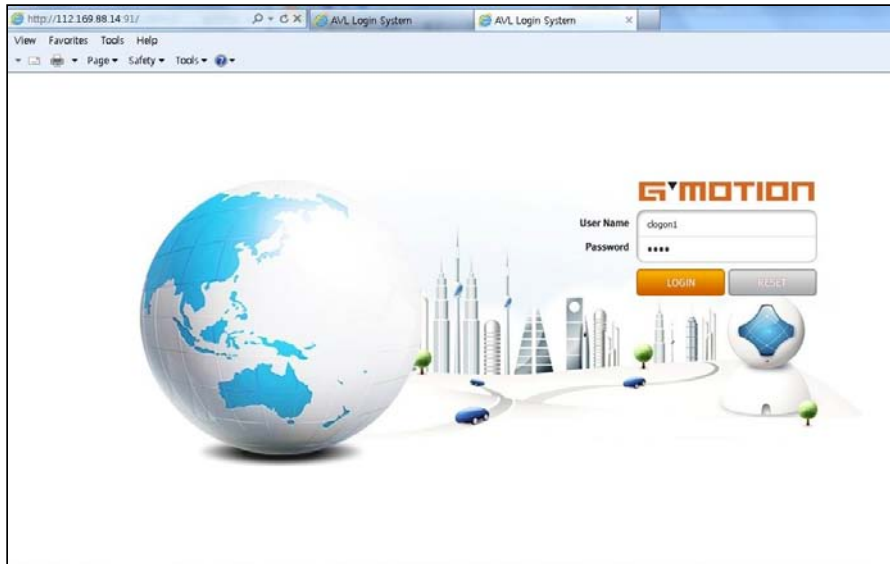 http://112.169.88.14:91/ AVL Login System AVL Login System
View Favorites Tools Help
Page Safety Tools
G'MOTION
User Name dogon1
Password ••••
LOGIN RESET